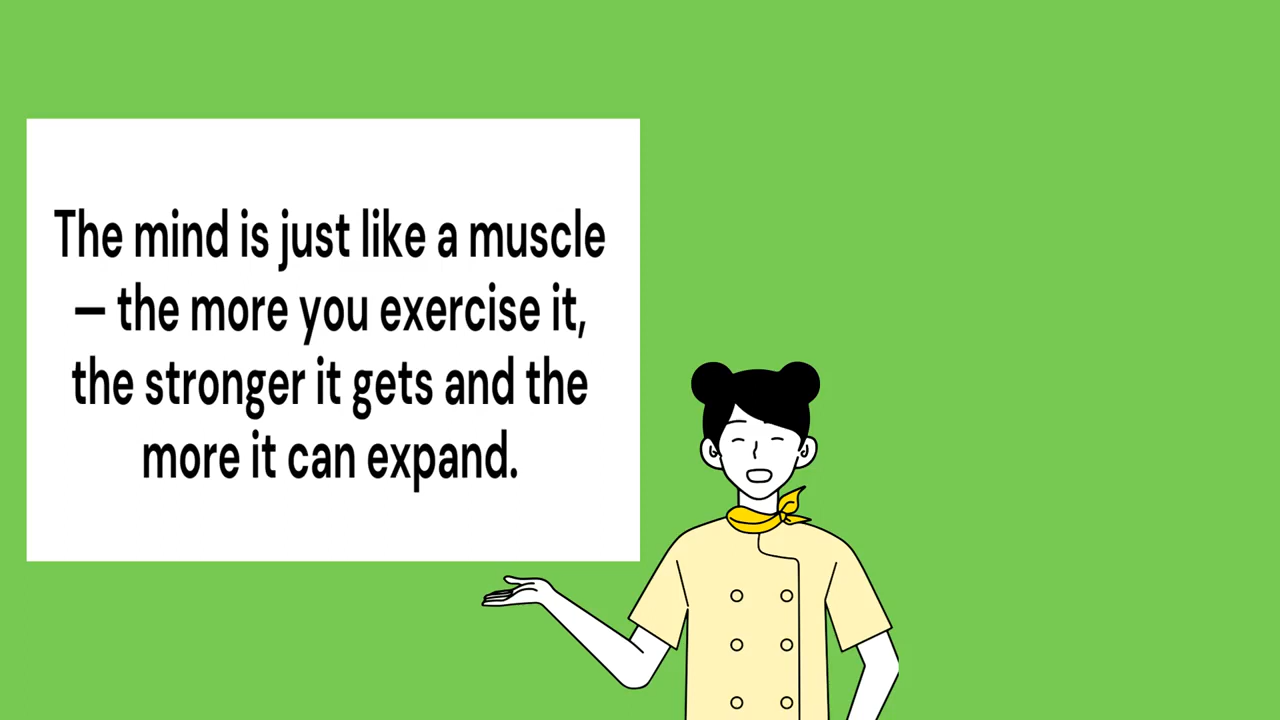 The mind is just like a muscle
— the more you exercise it,
the stronger it gets and the
more it can expand.